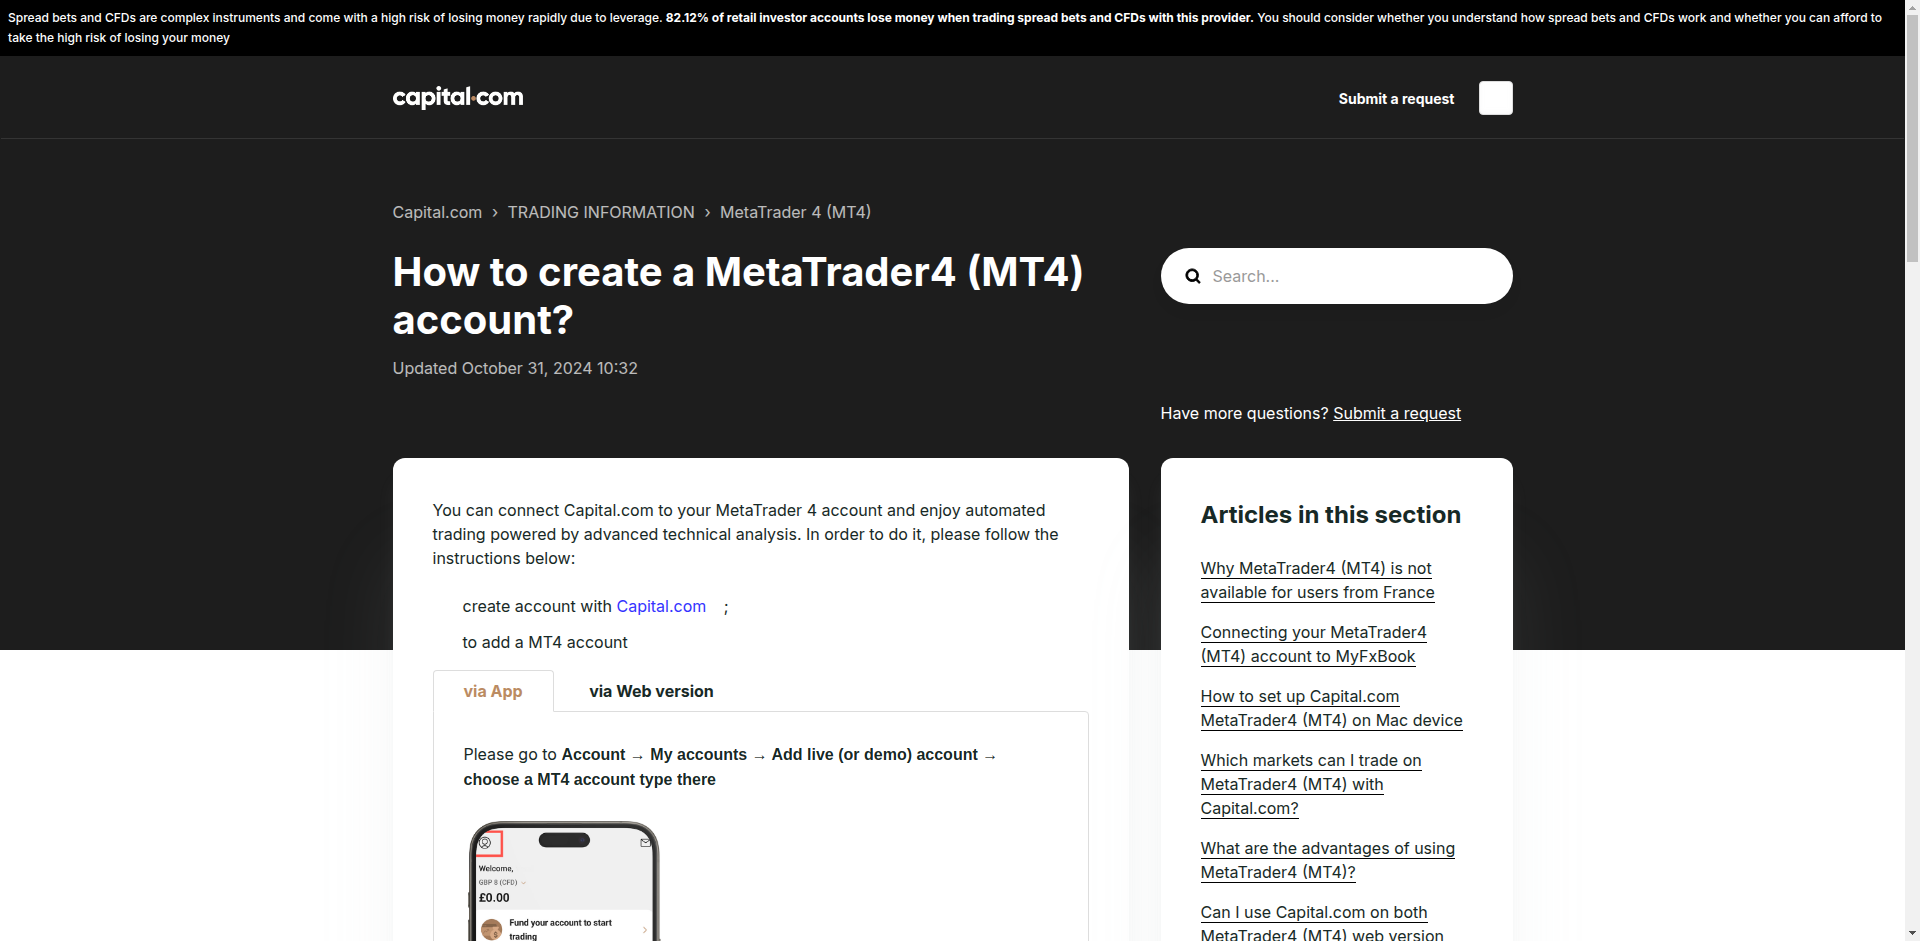 Spread bets and CFDs are complex instruments and come with a high risk of losing money rapidly due to leverage. 82.12% of retail investor accounts lose money when trading spread bets and CFDs with this provider. You should consider whether you understand how spread bets and CFDs work and whether you can afford to
take the high risk of losing your money
capital.com
Submit a request
Capital.com › TRADING INFORMATION › MetaTrader 4 (MT4)
How to create a MetaTrader4 (MT4)
account?
Search...
Updated October 31, 2024 10:32
Have more questions? Submit a request
You can connect Capital.com to your MetaTrader 4 account and enjoy automated
trading powered by advanced technical analysis. In order to do it, please follow the
instructions below:
create account with Capital.com ;
to add a MT4 account
via App
via Web version
Please go to Account → My accounts → Add live (or demo) account →
choose a MT4 account type there
Welcome,
GBP 8 (CFD)
£0.00
Fund your account to start
trading
Articles in this section
Why MetaTrader4 (MT4) is not
available for users from France
Connecting your MetaTrader4
(MT4) account to MyFxBook
How to set up Capital.com
MetaTrader4 (MT4) on Mac device
Which markets can I trade on
MetaTrader4 (MT4) with
Capital.com?
What are the advantages of using
MetaTrader4 (MT4)?
Can I use Capital.com on both
MetaTrader4 (MT4) web version